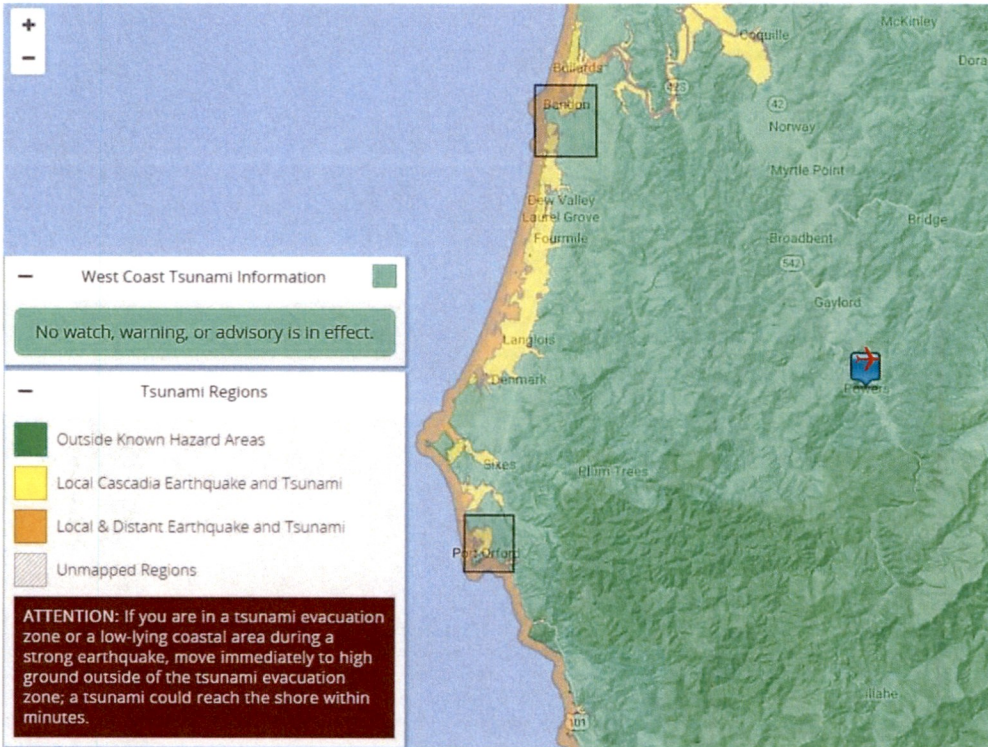 +
−
McKinley
Coquille
Dora
Bullards
42S
Bandon
42
Norway
Myrtle Point
Dew Valley
Laurel Grove
Bridge
Fourmile
Broadbent
542
− West Coast Tsunami Information
Gaylord
No watch, warning, or advisory is in effect.
Langlois
Powers
− Tsunami Regions
Denmark
Outside Known Hazard Areas
Sixes
Plum Trees
Local Cascadia Earthquake and Tsunami
Local & Distant Earthquake and Tsunami
Port Orford
Unmapped Regions
ATTENTION: If you are in a tsunami evacuation
zone or a low-lying coastal area during a
strong earthquake, move immediately to high
ground outside of the tsunami evacuation
zone; a tsunami could reach the shore within
minutes.
Illahe
101